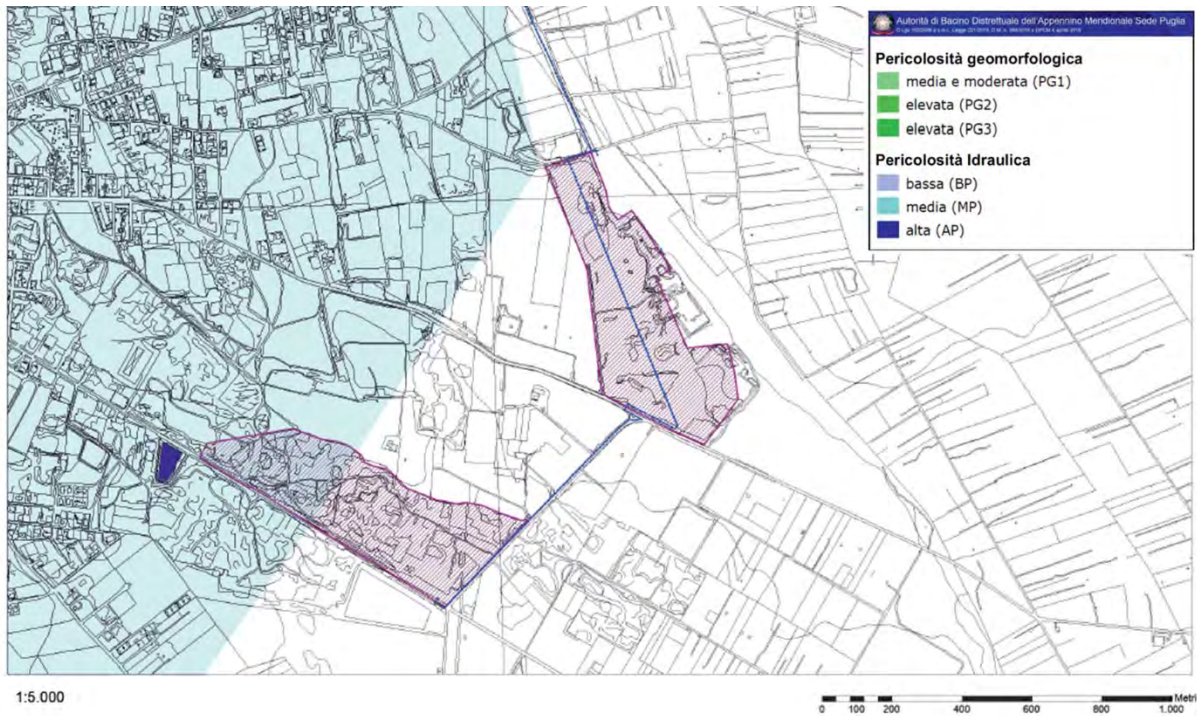 Autorità di Bacino Distrettuale dell'Appennino Meridionale Sede Puglia
Pericolosità geomorfologica
media e moderata (PG1)
elevata (PG2)
elevata (PG3)
Pericolosità Idraulica
bassa (BP)
media (MP)
alta (AP)
1:5.000
Metri
0 100 200 400 600 800 1.000